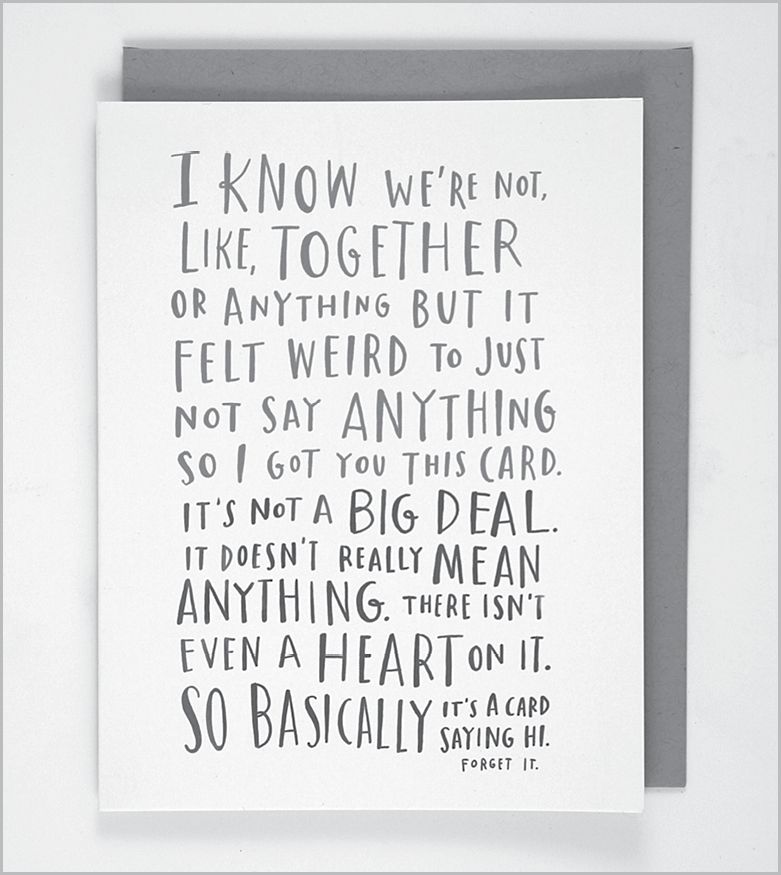 I KNOW WE'RE NOT,
LIKE, TOGETHER
OR ANYTHING BUT IT
FELT WEIRD TO JUST
NOT SAY ANYTHING
SO I GOT YOU THIS CARD.
IT'S NOT A BIG DEAL.
IT DOESN'T REALLY MEAN
ANYTHING. THERE ISN'T
EVEN A HEART ON IT.
SO BASICALLY IT'S A CARD
SAYING HI.
FORGET IT.